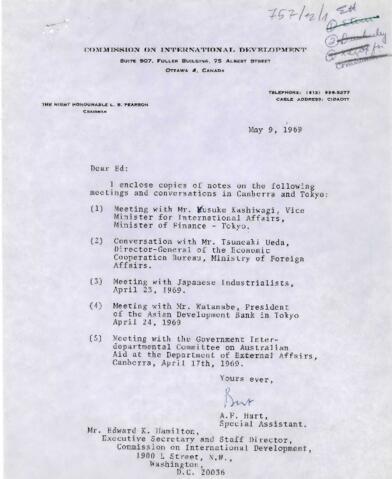 757/2/1
Ed
COMMISSION ON INTERNATIONAL DEVELOPMENT
SUITE 907, FULLER BUILDING, 75 ALBERT STREET
OTTAWA 4, CANADA
TELEPHONE: (613)
CABLE ADDRESS: CIDAOTT
THE RIGHT HONOURABLE L. B. PEARSON
CHAIRMAN
May 9, 1969
Dear Ed:
I enclose copies of notes on the following
meetings and conversations in Canberra and Tokyo:
(1) Meeting with Mr. Yusuke Kashiwagi, Vice
Minister for International Affairs,
Minister of Finance - Tokyo.
(2) Conversation with Mr. Tsuneaki Ueda,
Director-General of the Economic
Cooperation Bureau, Ministry of Foreign
Affairs.
(3) Meeting with Japanese Industrialists,
April 23, 1969.
(4) Meeting with Mr. Watanabe, President
of the Asian Development Bank in Tokyo
April 24, 1969
(5) Meeting with the Government Inter-
departmental Committee on Australian
Aid at the Department of External Affairs,
Canberra, April 17th, 1969.
Yours ever,
Burt
A.F. Hart,
Special Assistant.
Mr. Edward K. Hamilton,
Executive Secretary and Staff Director,
Commission on International Development,
1900 L Street, N.W.,
Washington,
D.C. 20036